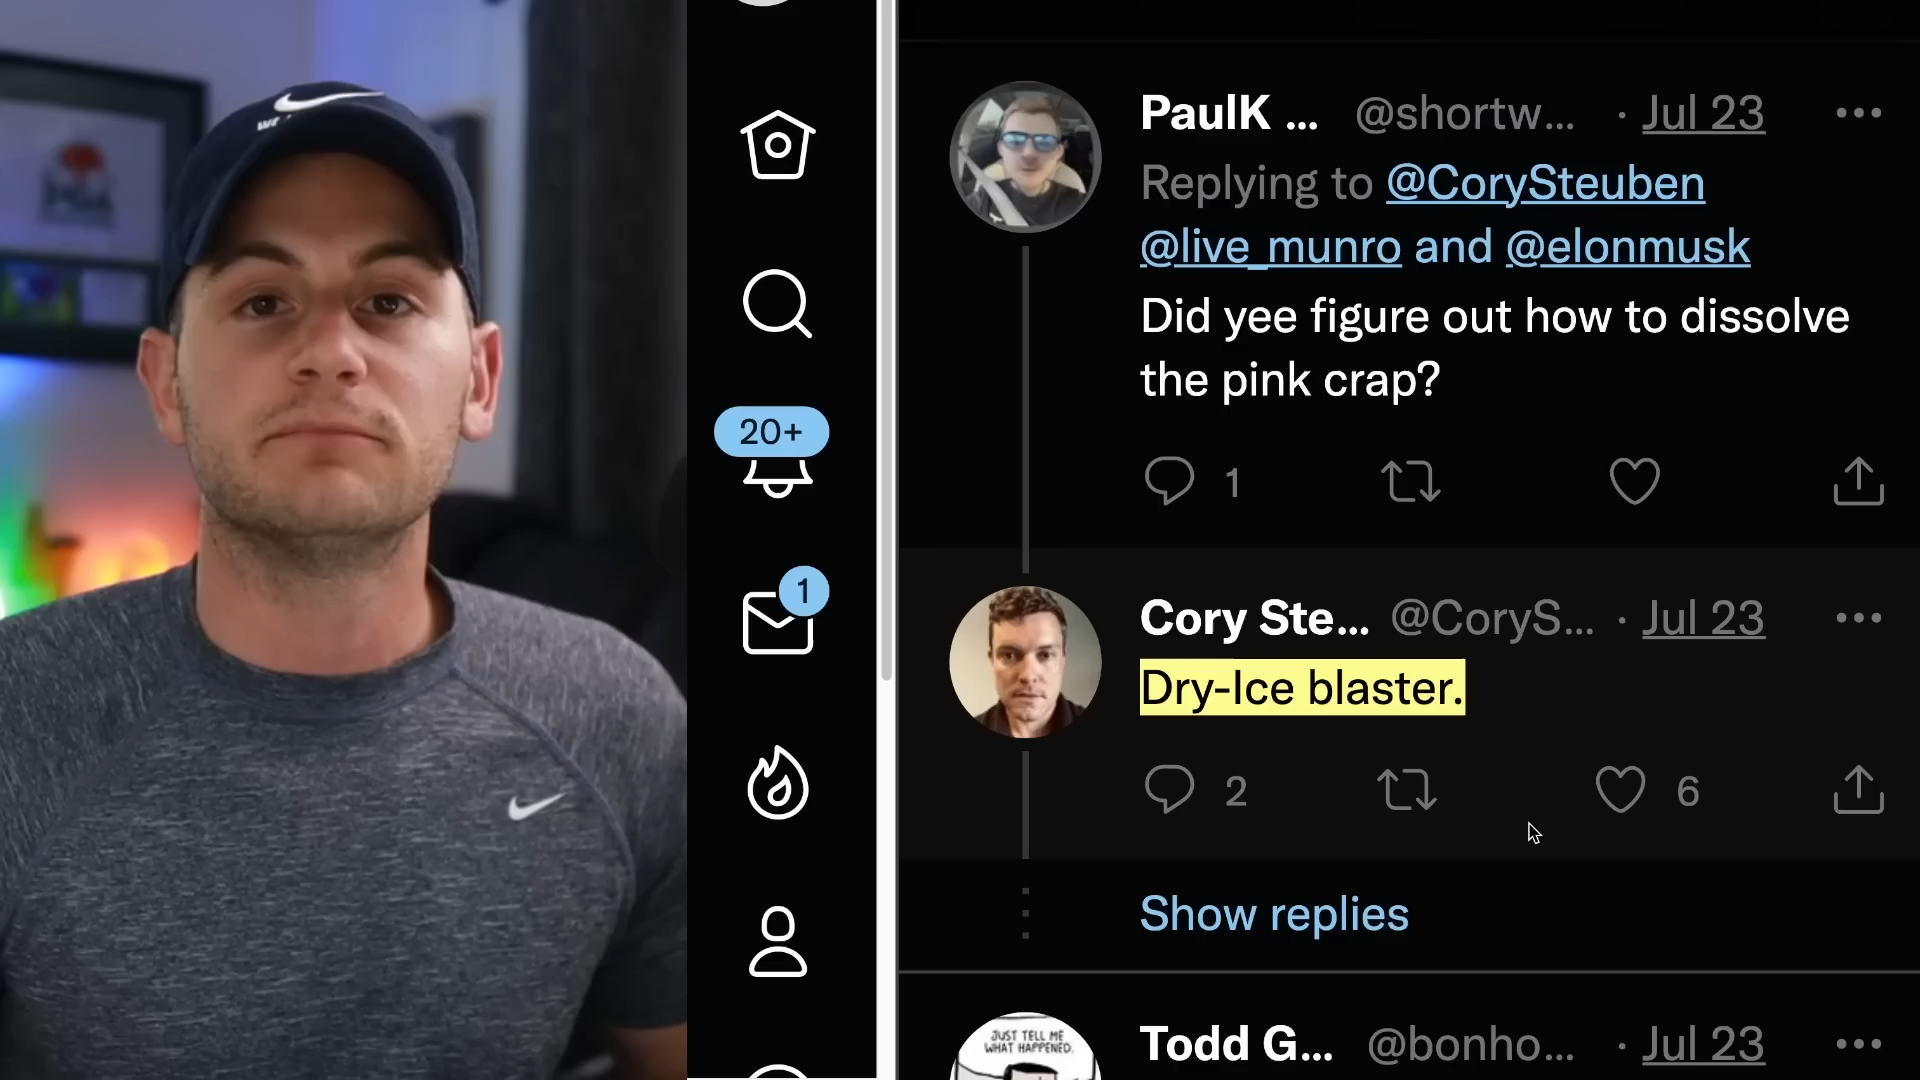 20+
1
PaulK ... @shortw... · Jul 23
Replying to @CorySteuben
@live_munro and @elonmusk
Did yee figure out how to dissolve
the pink crap?
1
Cory Ste... @CoryS... · Jul 23
Dry-Ice blaster.
2 6
Show replies
JUST TELL ME
WHAT HAPPENED.
Todd G... @bonho... · Jul 23